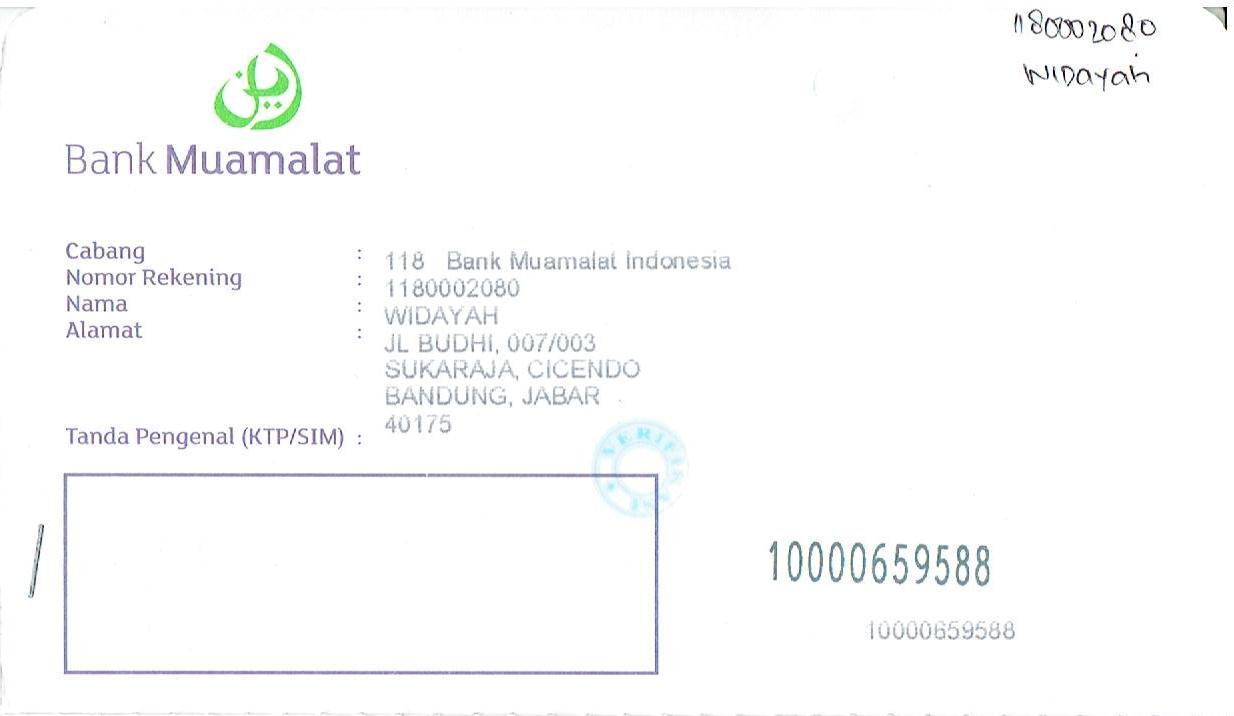 1180002080
WIDayah
Bank Muamalat
Cabang : 118 Bank Muamalat Indonesia
Nomor Rekening : 1180002080
Nama : WIDAYAH
Alamat : JL BUDHI, 007/003
SUKARAJA, CICENDO
BANDUNG, JABAR
40175
Tanda Pengenal (KTP/SIM) :
VERIFIKASI
10000659588
10000659588